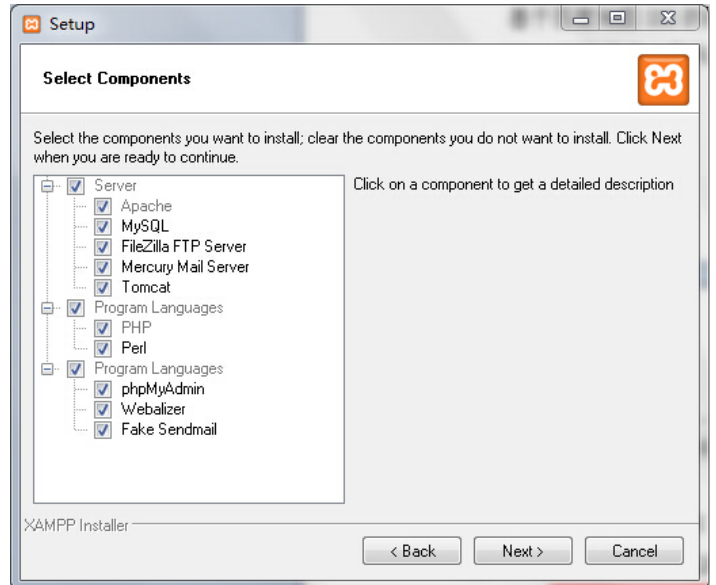 Setup
Select Components
Select the components you want to install; clear the components you do not want to install. Click Next
when you are ready to continue.
Server
Apache
MySQL
FileZilla FTP Server
Mercury Mail Server
Tomcat
Program Languages
PHP
Perl
Program Languages
phpMyAdmin
Webalizer
Fake Sendmail
Click on a component to get a detailed description
XAMPP Installer
< Back
Next >
Cancel